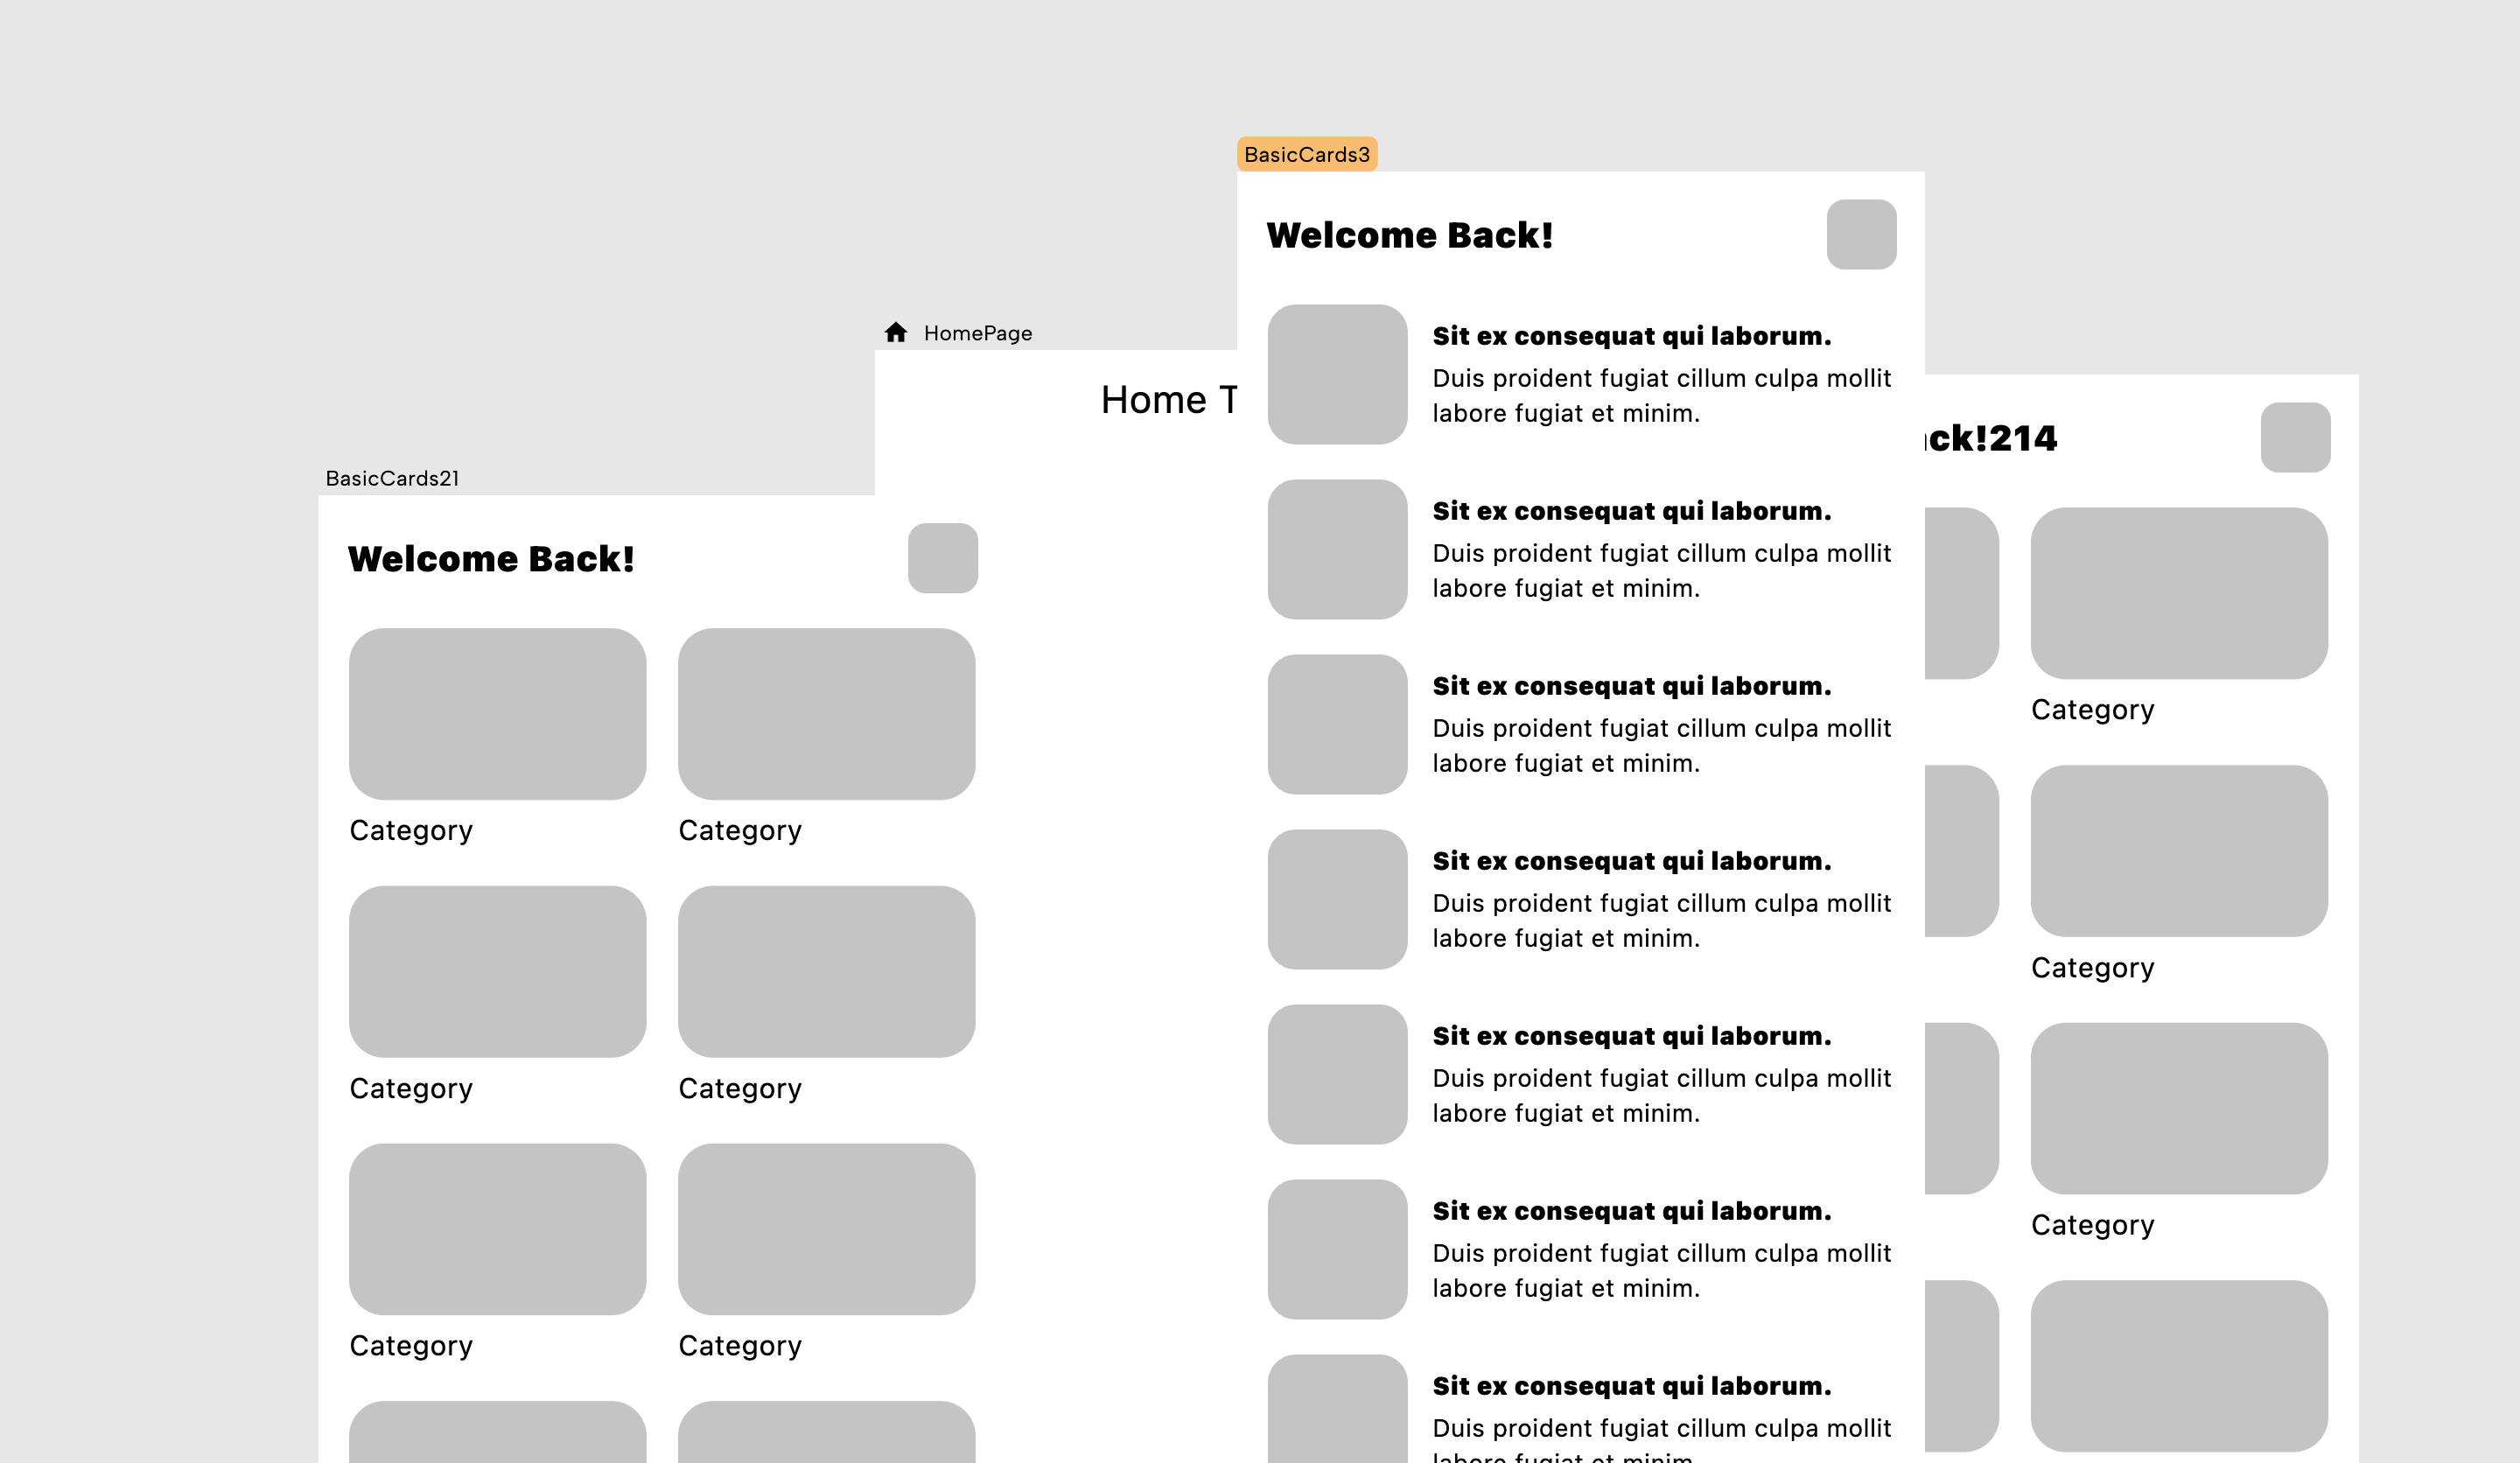 BasicCards3
Welcome Back!
Sit ex consequat qui laborum.
Duis proident fugiat cillum culpa mollit
labore fugiat et minim.
Sit ex consequat qui laborum.
Duis proident fugiat cillum culpa mollit
labore fugiat et minim.
Sit ex consequat qui laborum.
Duis proident fugiat cillum culpa mollit
labore fugiat et minim.
Sit ex consequat qui laborum.
Duis proident fugiat cillum culpa mollit
labore fugiat et minim.
Sit ex consequat qui laborum.
Duis proident fugiat cillum culpa mollit
labore fugiat et minim.
Sit ex consequat qui laborum.
Duis proident fugiat cillum culpa mollit
labore fugiat et minim.
Sit ex consequat qui laborum.
Duis proident fugiat cillum culpa mollit
labore fugiat et minim.
HomePage
Home T
BasicCards21
Welcome Back!
Category Category
Category Category
Category Category
ck!214
Category
Category
Category